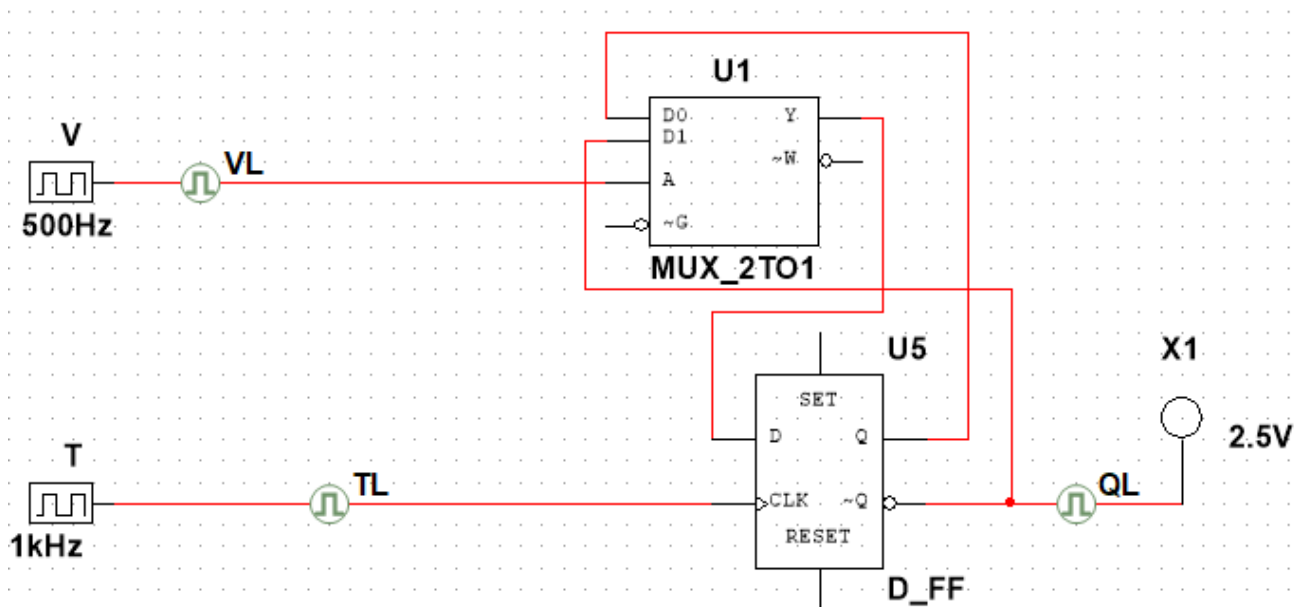 U1
D0
Y
D1
V
~W
VL
A
500Hz
~G
MUX_2TO1
U5
X1
SET
D
Q
2.5V
T
TL
CLK
~Q
QL
1kHz
RESET
D_FF